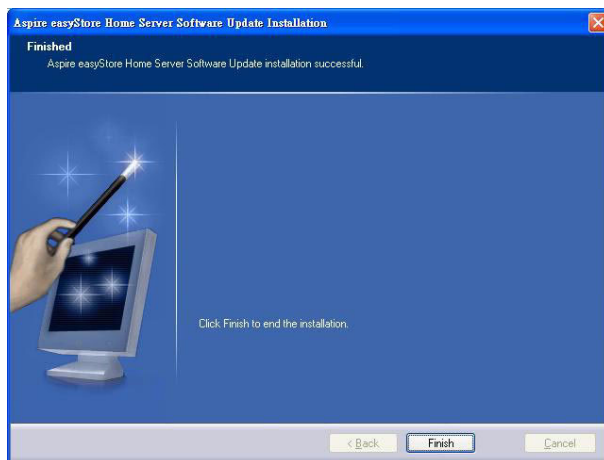 Aspire easyStore Home Server Software Update Installation
Finished
Aspire easyStore Home Server Software Update installation successful.
Click Finish to end the installation.
< Back Finish Cancel